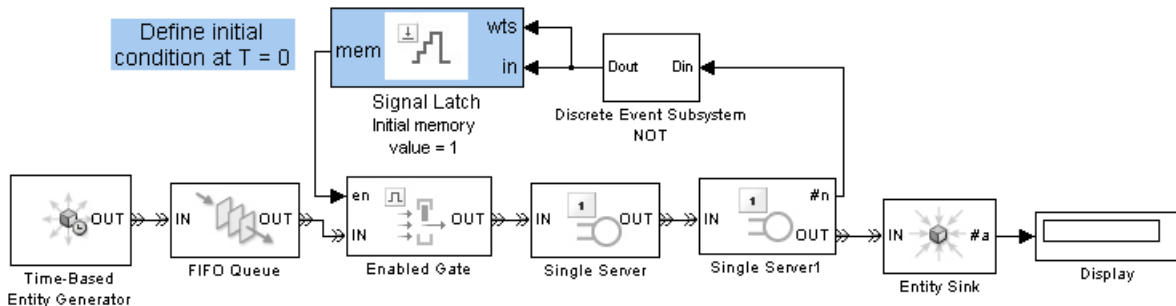 Define initial
condition at T = 0
mem
wts
in
Signal Latch
Initial memory
value = 1
Dout
Din
Discrete Event Subsystem
NOT
OUT
Time-Based
Entity Generator
IN
OUT
FIFO Queue
en
IN
OUT
Enabled Gate
IN
1
OUT
Single Server
IN
1
#n
OUT
Single Server1
IN
#a
Entity Sink
Display